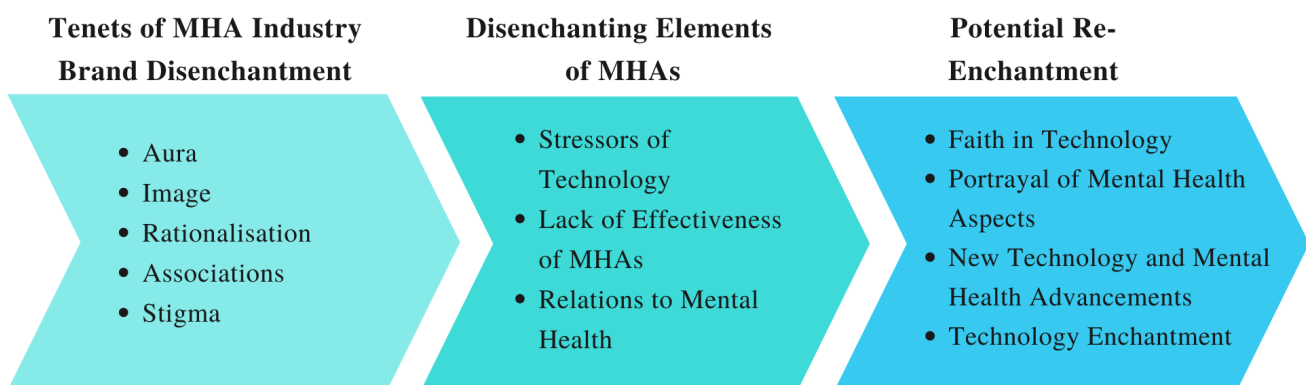 Tenets of MHA Industry
Brand Disenchantment
• Aura
• Image
• Rationalisation
• Associations
• Stigma
Disenchanting Elements
of MHAs
• Stressors of
Technology
• Lack of Effectiveness
of MHAs
• Relations to Mental
Health
Potential Re-
Enchantment
• Faith in Technology
• Portrayal of Mental Health
Aspects
• New Technology and Mental
Health Advancements
• Technology Enchantment